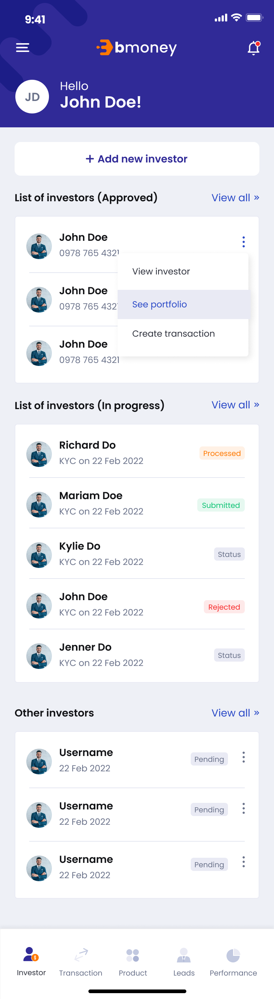 9:41
bmoney
JD
Hello
John Doe!
+ Add new investor
List of investors (Approved)
View all »
John Doe
0978 765 4321
View investor
John Doe
0978 765 432
See portfolio
Create transaction
John Doe
0978 765 4321
List of investors (In progress)
View all »
Richard Do
KYC on 22 Feb 2022
Processed
Mariam Doe
KYC on 22 Feb 2022
Submitted
Kylie Do
KYC on 22 Feb 2022
Status
John Doe
KYC on 22 Feb 2022
Rejected
Jenner Do
KYC on 22 Feb 2022
Status
Other investors
View all »
Username
22 Feb 2022
Pending
Username
22 Feb 2022
Pending
Username
22 Feb 2022
Pending
Investor
Transaction
Product
Leads
Performance